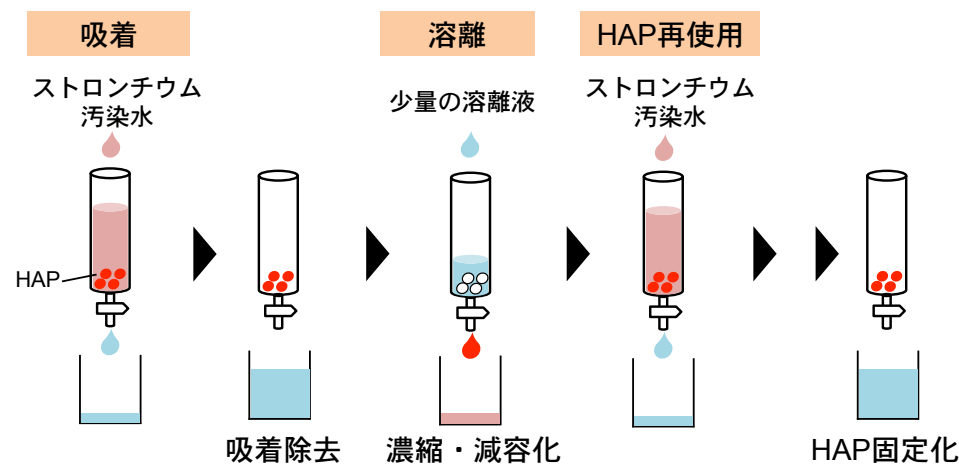 吸着
溶離
HAP再使用
ストロンチウム
汚染水
少量の溶離液
ストロンチウム
汚染水
HAP
吸着除去
濃縮・減容化
HAP固定化